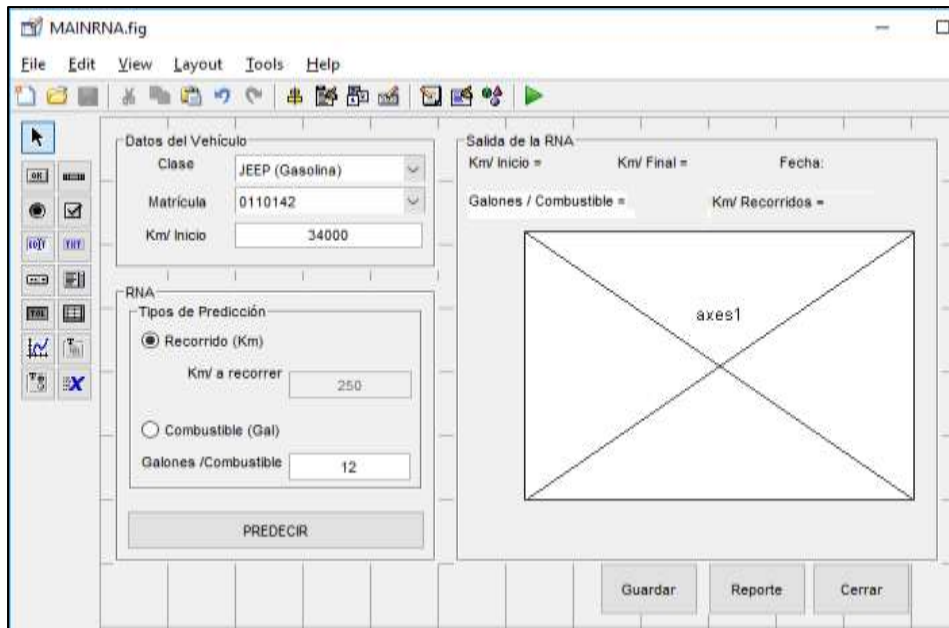 MAINRNA.fig
File Edit View Layout Tools Help
Datos del Vehículo
Clase JEEP (Gasolina)
Matrícula 0110142
Km/ Inicio 34000
RNA
Tipos de Predicción
Recorrido (Km)
Km/ a recorrer 250
Combustible (Gal)
Galones /Combustible 12
PREDECIR
Salida de la RNA
Km/ Inicio = Km/ Final = Fecha:
Galones / Combustible = Km/ Recorridos =
axes1
Guardar Reporte Cerrar